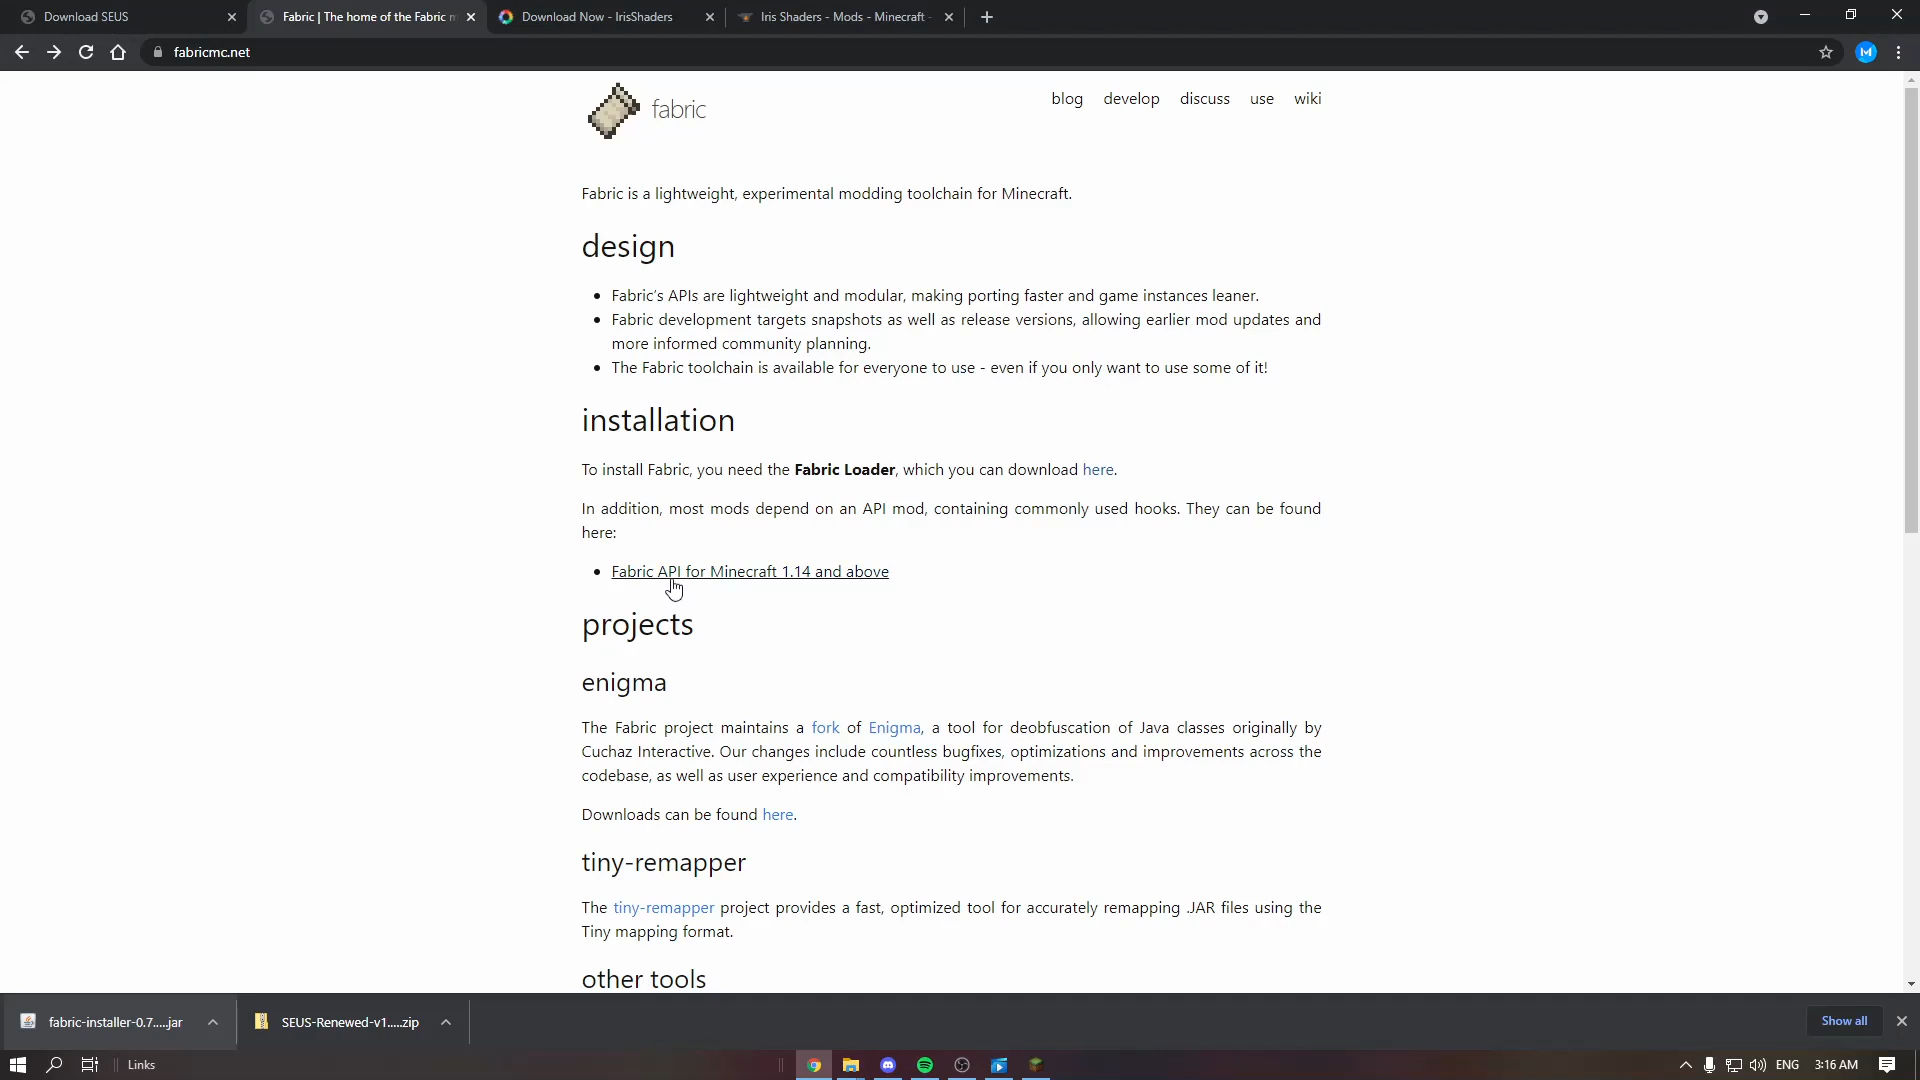 Download SEUS
Fabric | The home of the Fabric m
Download Now - IrisShaders
Iris Shaders - Mods - Minecraft -
fabricmc.net
M
fabric
blog develop discuss use wiki
Fabric is a lightweight, experimental modding toolchain for Minecraft.
design
• Fabric's APIs are lightweight and modular, making porting faster and game instances leaner.
• Fabric development targets snapshots as well as release versions, allowing earlier mod updates and
more informed community planning.
• The Fabric toolchain is available for everyone to use - even if you only want to use some of it!
installation
To install Fabric, you need the Fabric Loader, which you can download here.
In addition, most mods depend on an API mod, containing commonly used hooks. They can be found
here:
• Fabric API for Minecraft 1.14 and above
projects
enigma
The Fabric project maintains a fork of Enigma, a tool for deobfuscation of Java classes originally by
Cuchaz Interactive. Our changes include countless bugfixes, optimizations and improvements across the
codebase, as well as user experience and compatibility improvements.
Downloads can be found here.
tiny-remapper
The tiny-remapper project provides a fast, optimized tool for accurately remapping .JAR files using the
Tiny mapping format.
other tools
fabric-installer-0.7....jar
SEUS-Renewed-v1....zip
Show all
Links
ENG
3:16 AM